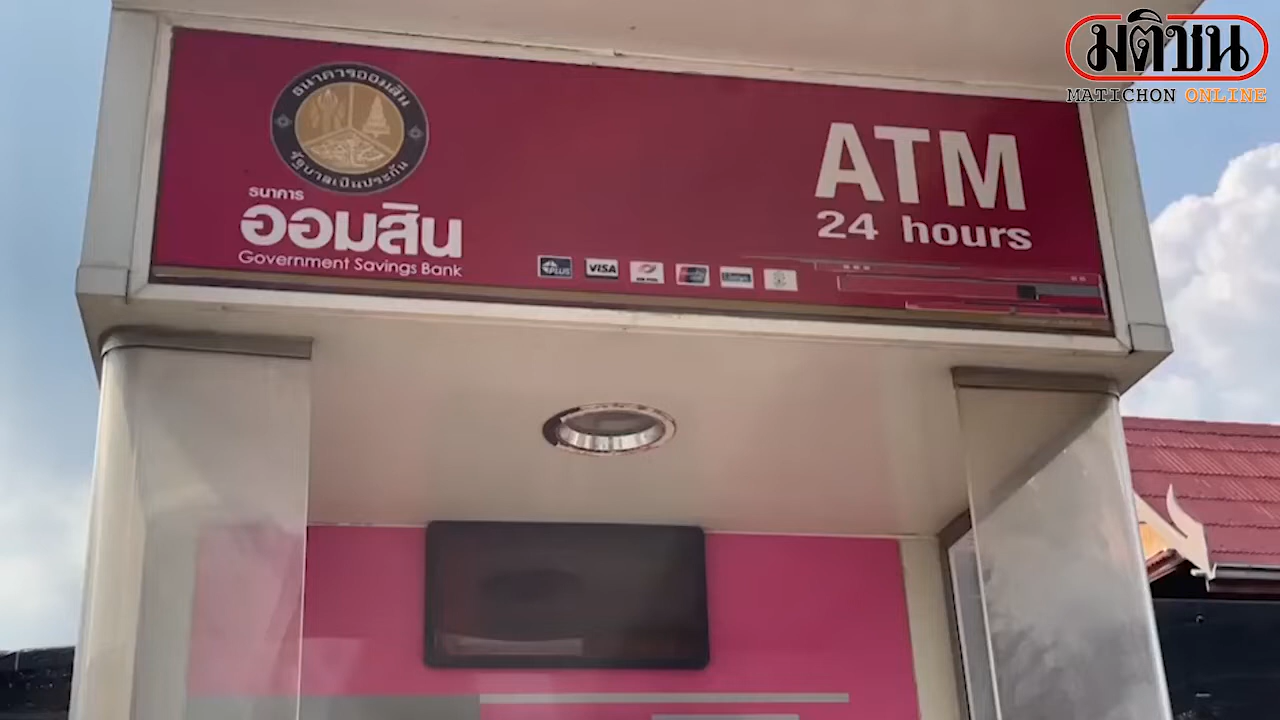 มติชน
MATICHON ONLINE
ธนาคารออมสิน
รัฐบาลเป็นประกัน
ธนาคาร
ออมสิน
Government Savings Bank
ATM
24 hours
PLUS
VISA